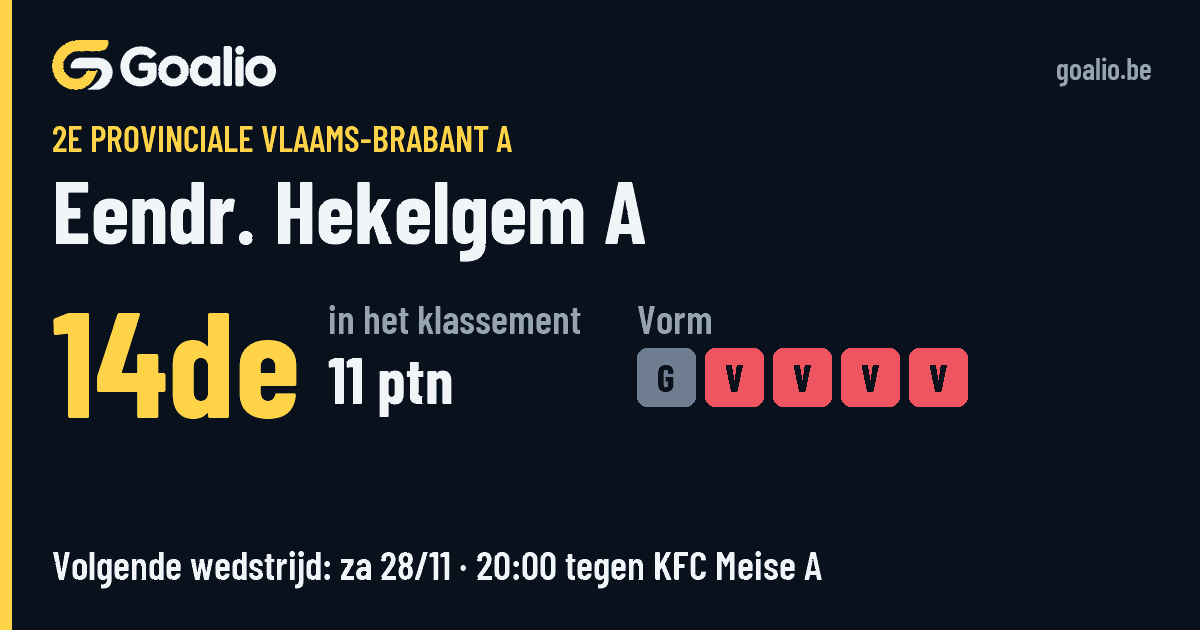 Goalio
goalio.be
2E PROVINCIALE VLAAMS-BRABANT A
Eendr. Hekelgem A
14de
in het klassement
11 ptn
Vorm
G V V V V
Volgende wedstrijd: za 28/11 · 20:00 tegen KFC Meise A